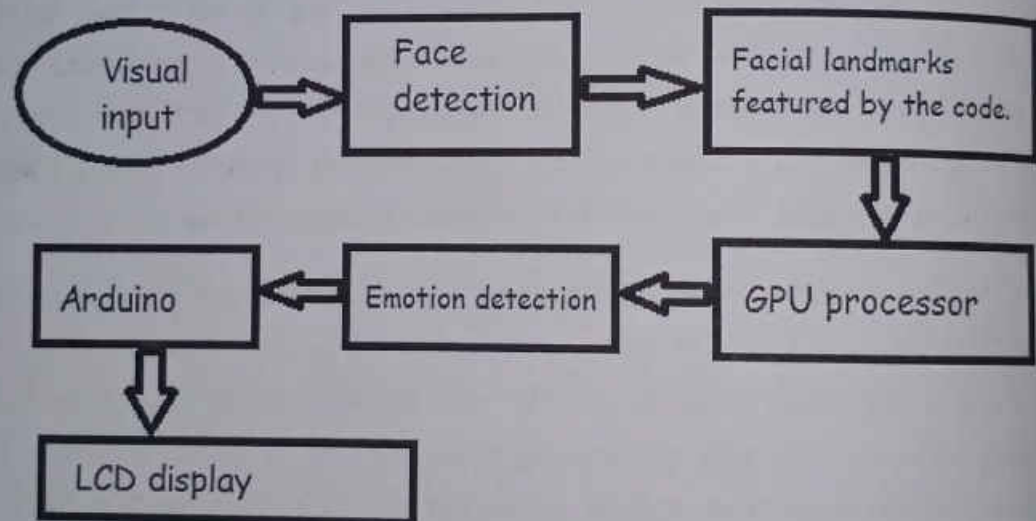 Visual
input
Face
detection
Facial landmarks
featured by the code.
GPU processor
Emotion detection
Arduino
LCD display